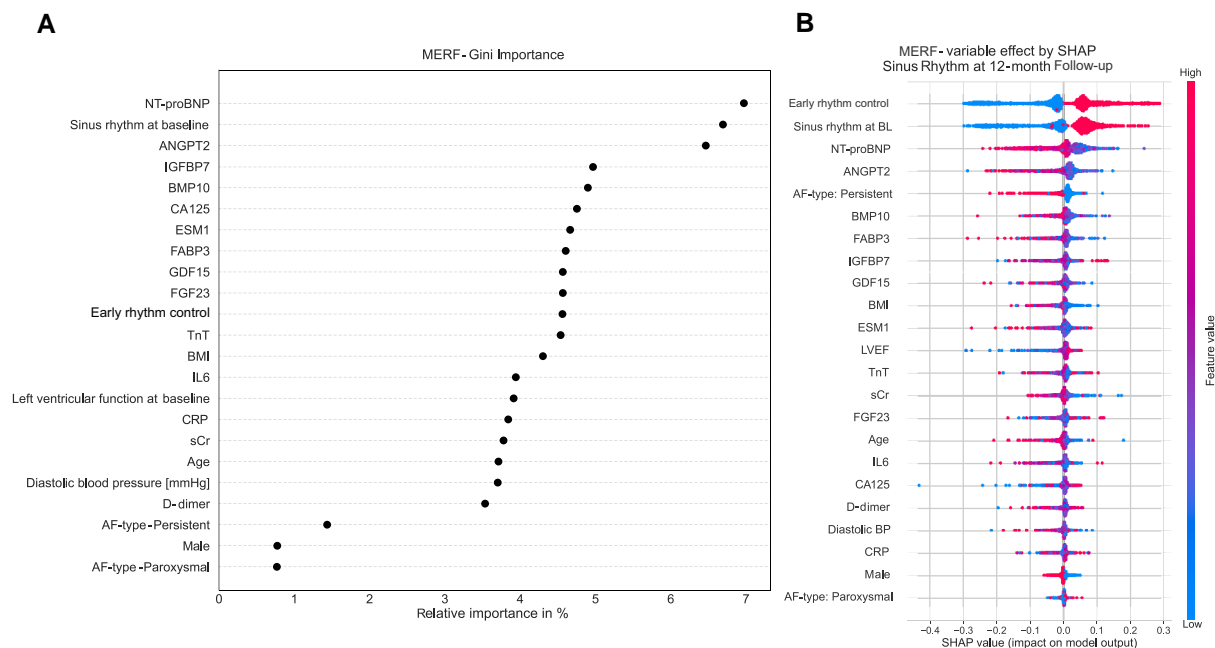 A
MERF- Gini Importance
NT-proBNP
Sinus rhythm at baseline
ANGPT2
IGFBP7
BMP10
CA125
ESM1
FABP3
GDF15
FGF23
Early rhythm control
TnT
BMI
IL6
Left ventricular function at baseline
CRP
sCr
Age
Diastolic blood pressure [mmHg]
D-dimer
AF-type-Persistent
Male
AF-type-Paroxysmal
0 1 2 3 4 5 6 7
Relative importance in %
B
MERF- variable effect by SHAP
Sinus Rhythm at 12-month Follow-up
High
Early rhythm control
Sinus rhythm at BL
NT-proBNP
ANGPT2
AF-type: Persistent
BMP10
FABP3
IGFBP7
GDF15
BMI
ESM1
LVEF
TnT
sCr
FGF23
Age
IL6
CA125
D-dimer
Diastolic BP
CRP
Male
AF-type: Paroxysmal
Feature value
Low
−0.4 −0.3 −0.2 −0.1 0.0 0.1 0.2 0.3
SHAP value (impact on model output)